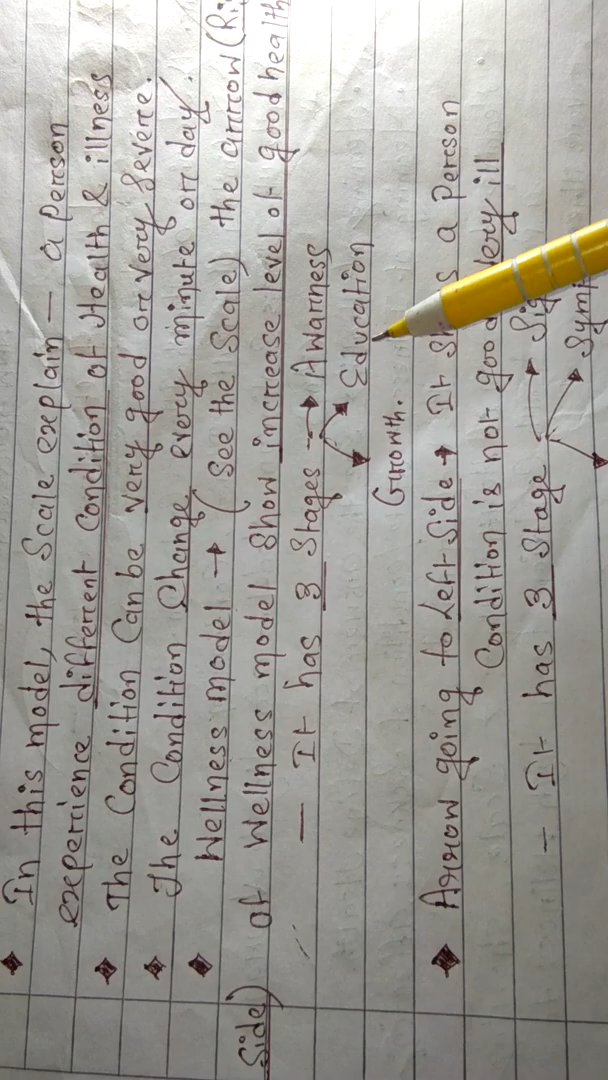 In this model, the Scale explain — a Person
experience different Condition of Health & illness
The Condition Can be very good or very Severe.
The Condition Change every minute or day.
Wellness model → (See the Scale) the arrow (Ri
Side) of Wellness model Show increase level of good health
— It has 3 Stages → Awarness
Education
Growth.
Arrow going to Left Side → It a Person
Condition is not good very ill
— It has 3 Stage